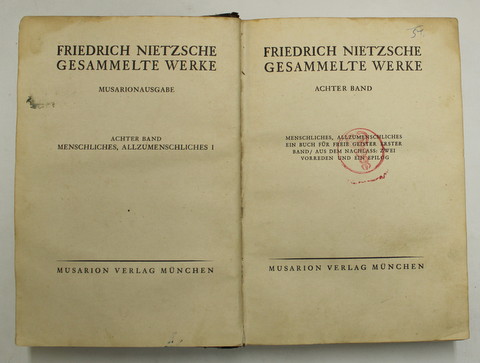 FRIEDRICH NIETZSCHE
GESAMMELTE WERKE
MUSARIONAUSGABE
ACHTER BAND
MENSCHLICHES, ALLZUMENSCHLICHES I
MUSARION VERLAG MÜNCHEN
FRIEDRICH NIETZSCHE
GESAMMELTE WERKE
ACHTER BAND
MENSCHLICHES, ALLZUMENSCHLICHES
EIN BUCH FÜR FREIE GEISTER ERSTER
BAND / AUS DEM NACHLASS: ZWEI
VORREDEN UND EIN EPILOG
MUSARION VERLAG MÜNCHEN